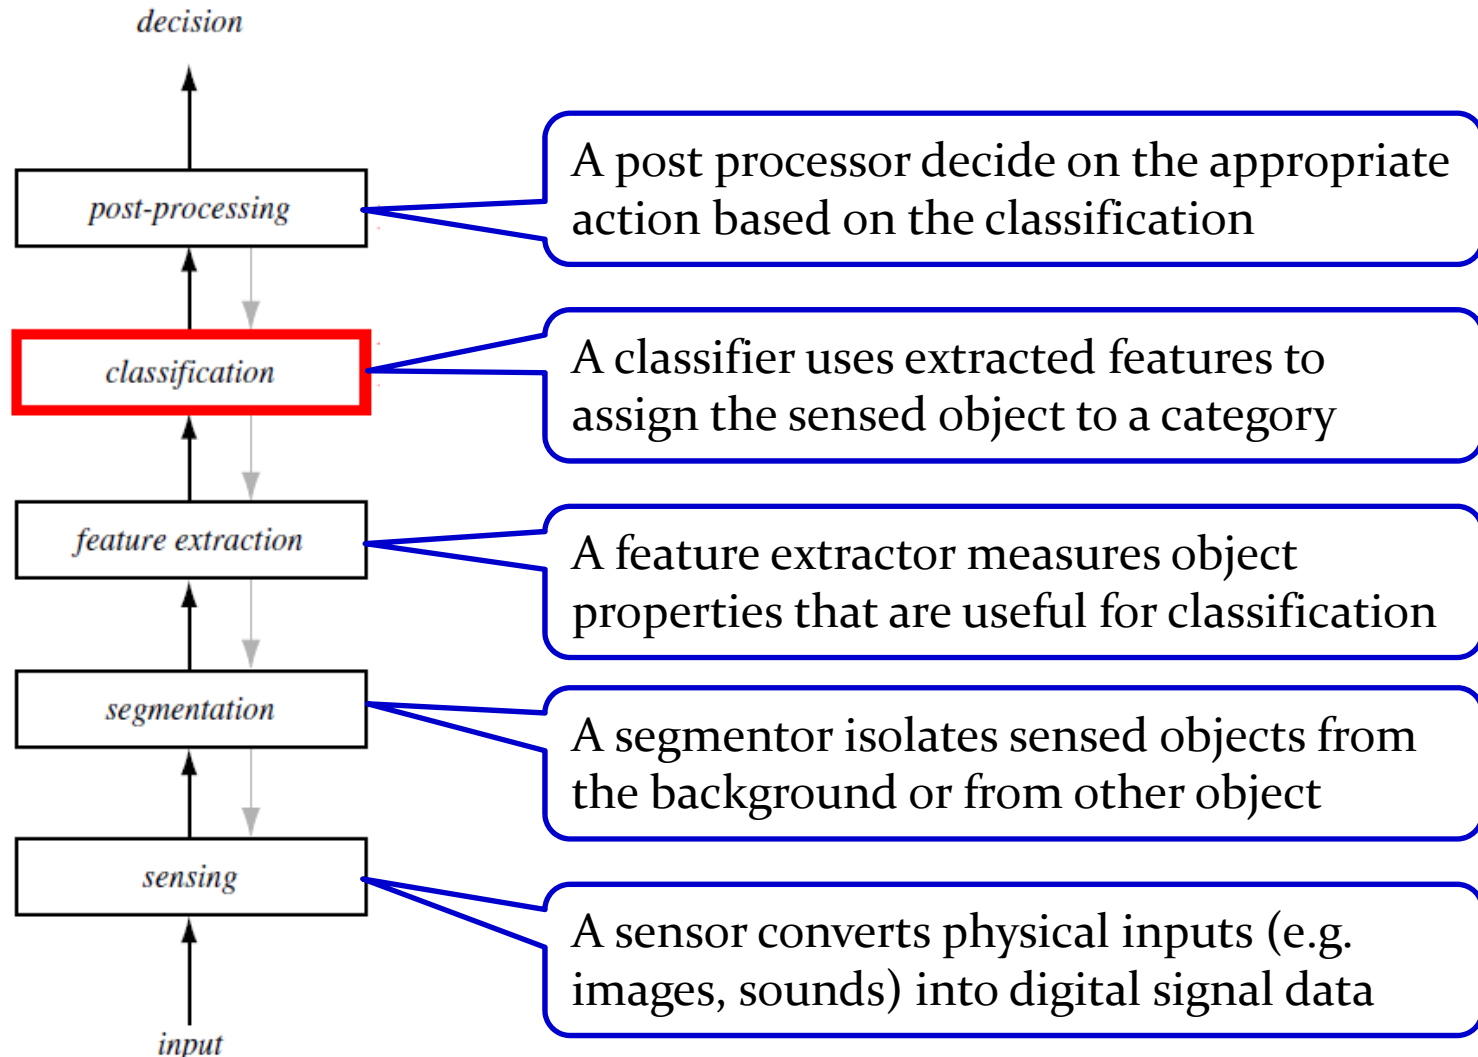 decision
post-processing
A post processor decide on the appropriate
action based on the classification
classification
A classifier uses extracted features to
assign the sensed object to a category
feature extraction
A feature extractor measures object
properties that are useful for classification
segmentation
A segmentor isolates sensed objects from
the background or from other object
sensing
A sensor converts physical inputs (e.g.
images, sounds) into digital signal data
input